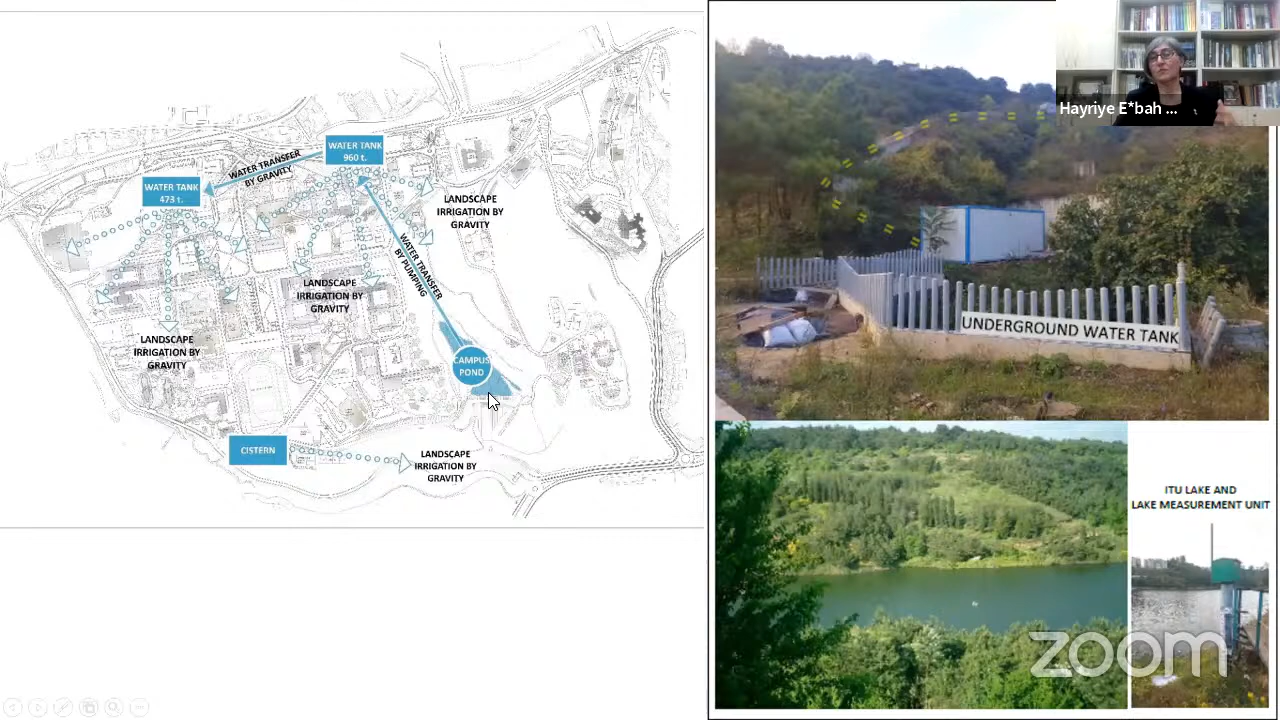 WATER TANK
960 t.
WATER TRANSFER
BY GRAVITY
WATER TANK
473 t.
LANDSCAPE
IRRIGATION BY
GRAVITY
WATER TRANSFER
BY PUMPING
LANDSCAPE
IRRIGATION BY
GRAVITY
LANDSCAPE
IRRIGATION BY
GRAVITY
CAMPUS
POND
CISTERN
LANDSCAPE
IRRIGATION BY
GRAVITY
Hayriye E*bah ...
UNDERGROUND WATER TANK
ITU LAKE AND
LAKE MEASUREMENT UNIT
zoom